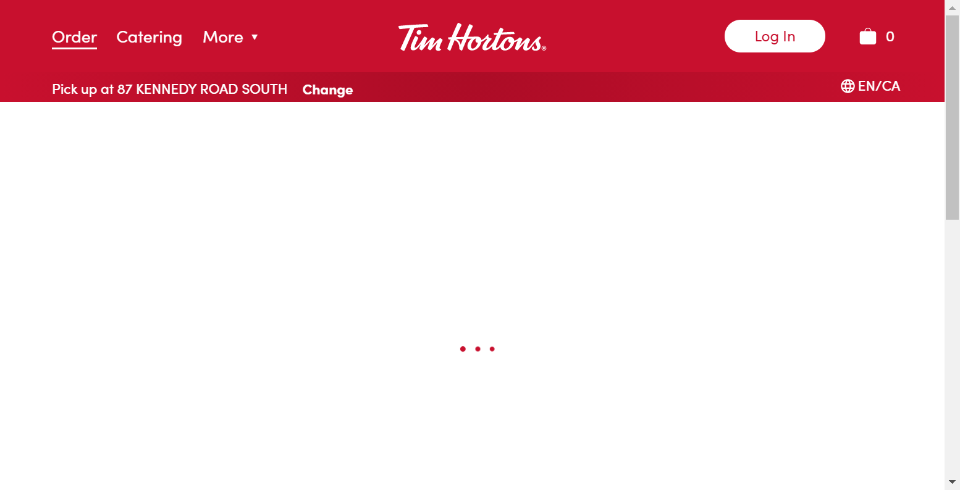 Order Catering More ▼ Tim Hortons® Log In 0
Pick up at 87 KENNEDY ROAD SOUTH Change EN/CA